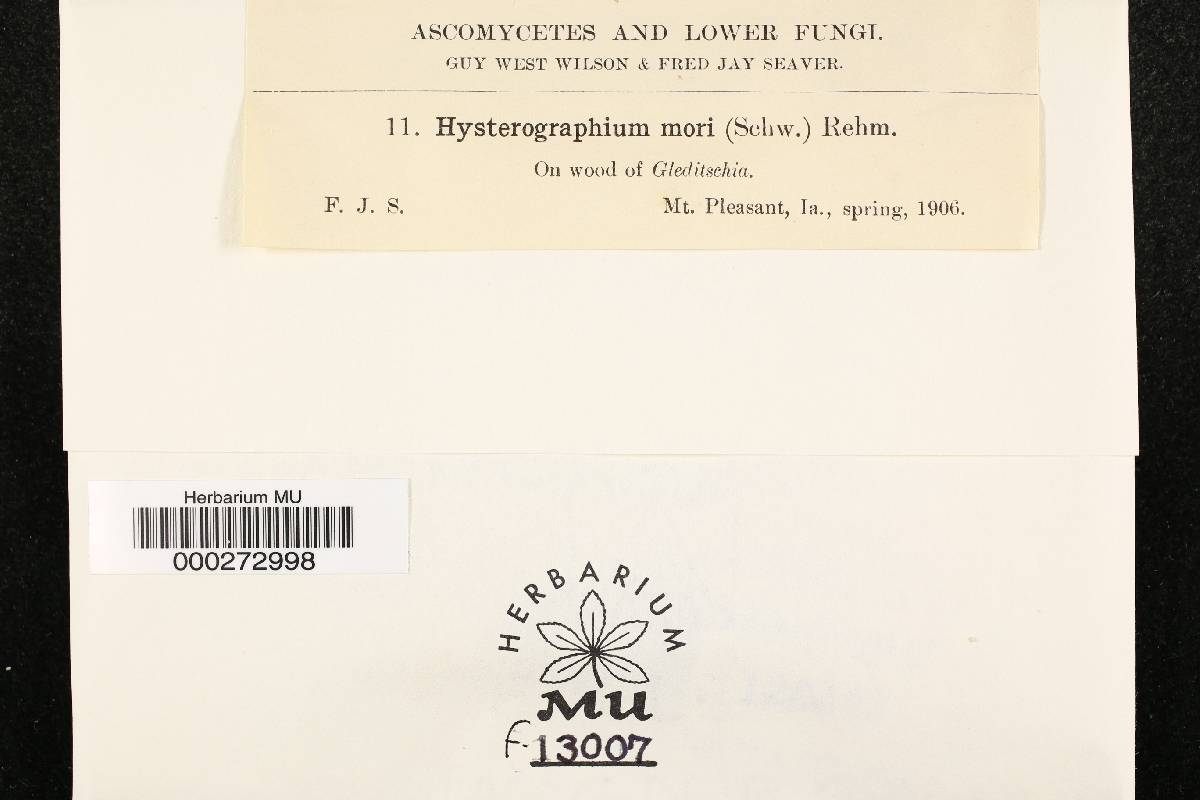 ASCOMYCETES AND LOWER FUNGI.
GUY WEST WILSON & FRED JAY SEAVER.
11. Hysterographium mori (Schw.) Rehm.
On wood of Gleditschia.
F. J. S. Mt. Pleasant, Ia., spring, 1906.
Herbarium MU
000272998
HERBARIUM
MU
F-13007